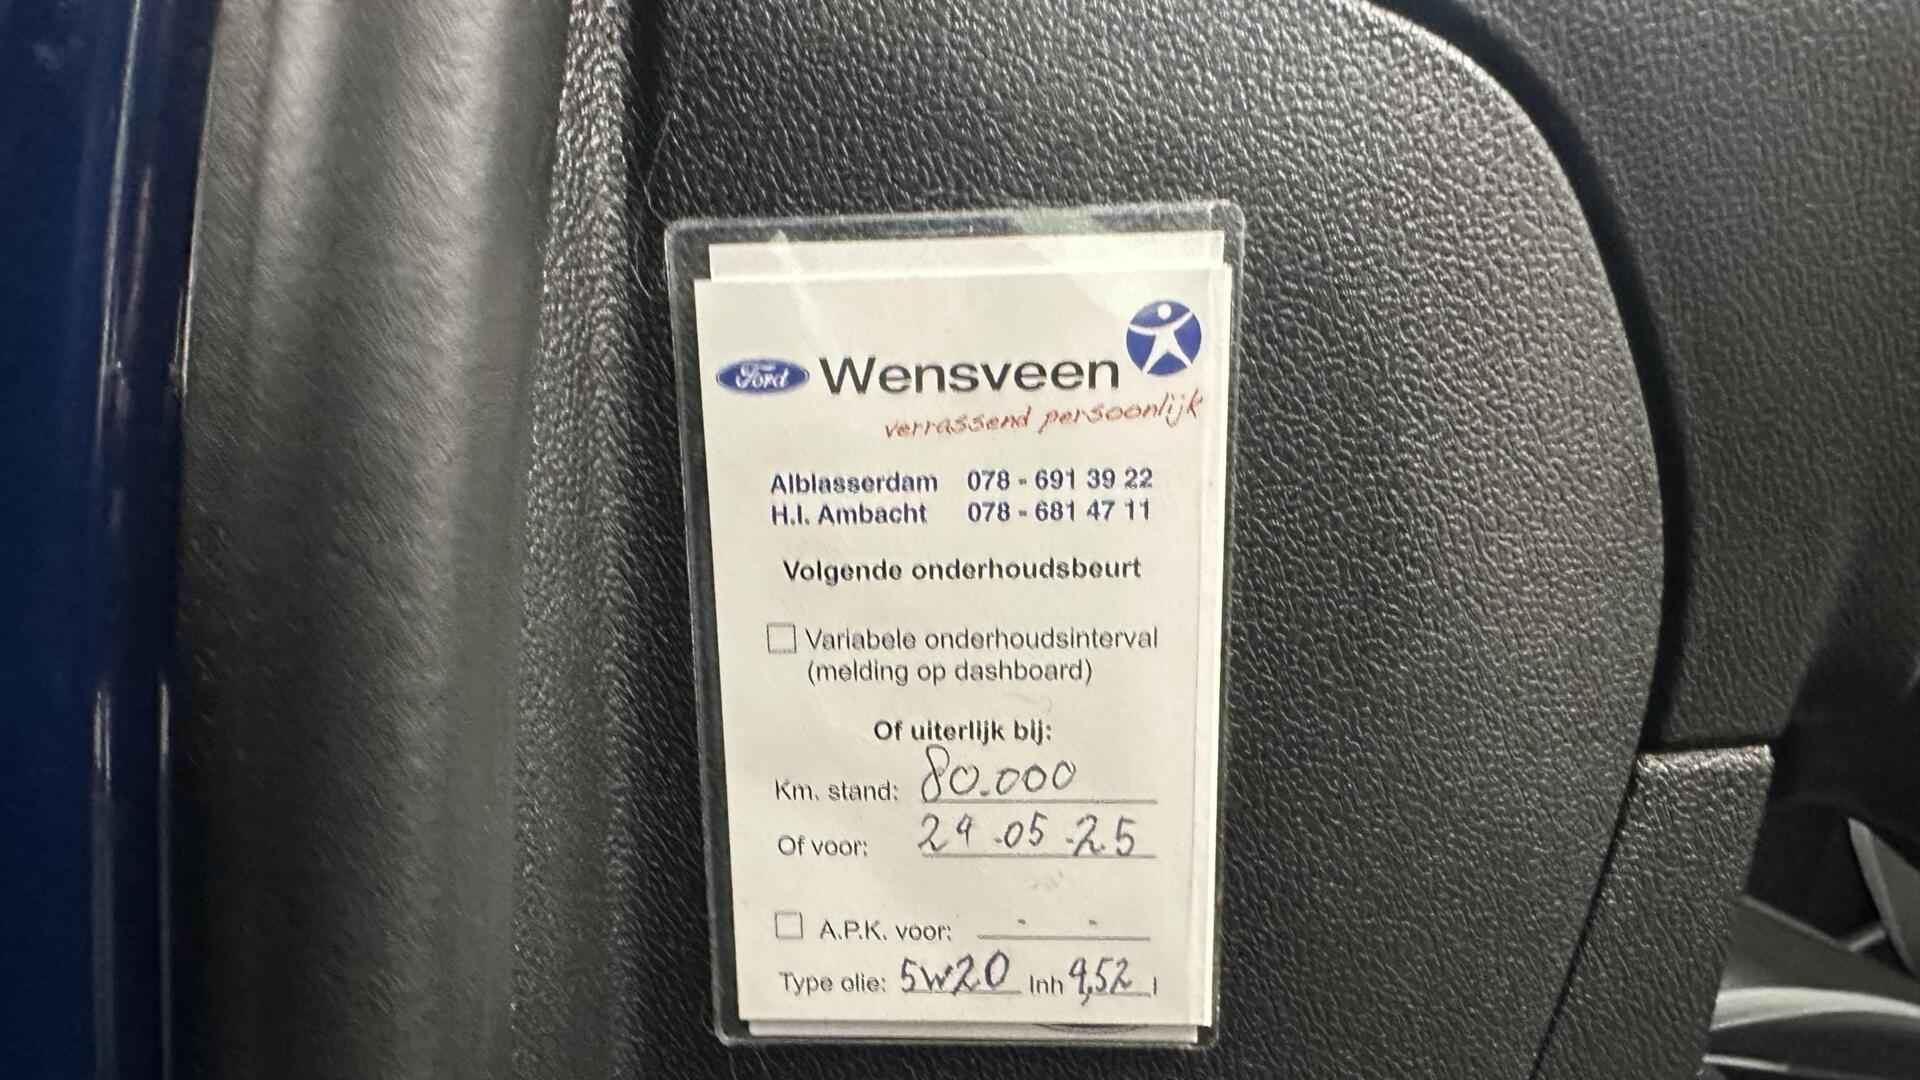 Ford Wensveen
verrassend persoonlijk
Alblasserdam 078 - 691 39 22
H.I. Ambacht 078 - 681 47 11
Volgende onderhoudsbeurt
Variabele onderhoudsinterval
(melding op dashboard)
Of uiterlijk bij:
Km. stand: 80.000
Of voor: 29-05-25
A.P.K. voor: - -
Type olie: 5W20 Inh 9,52 l